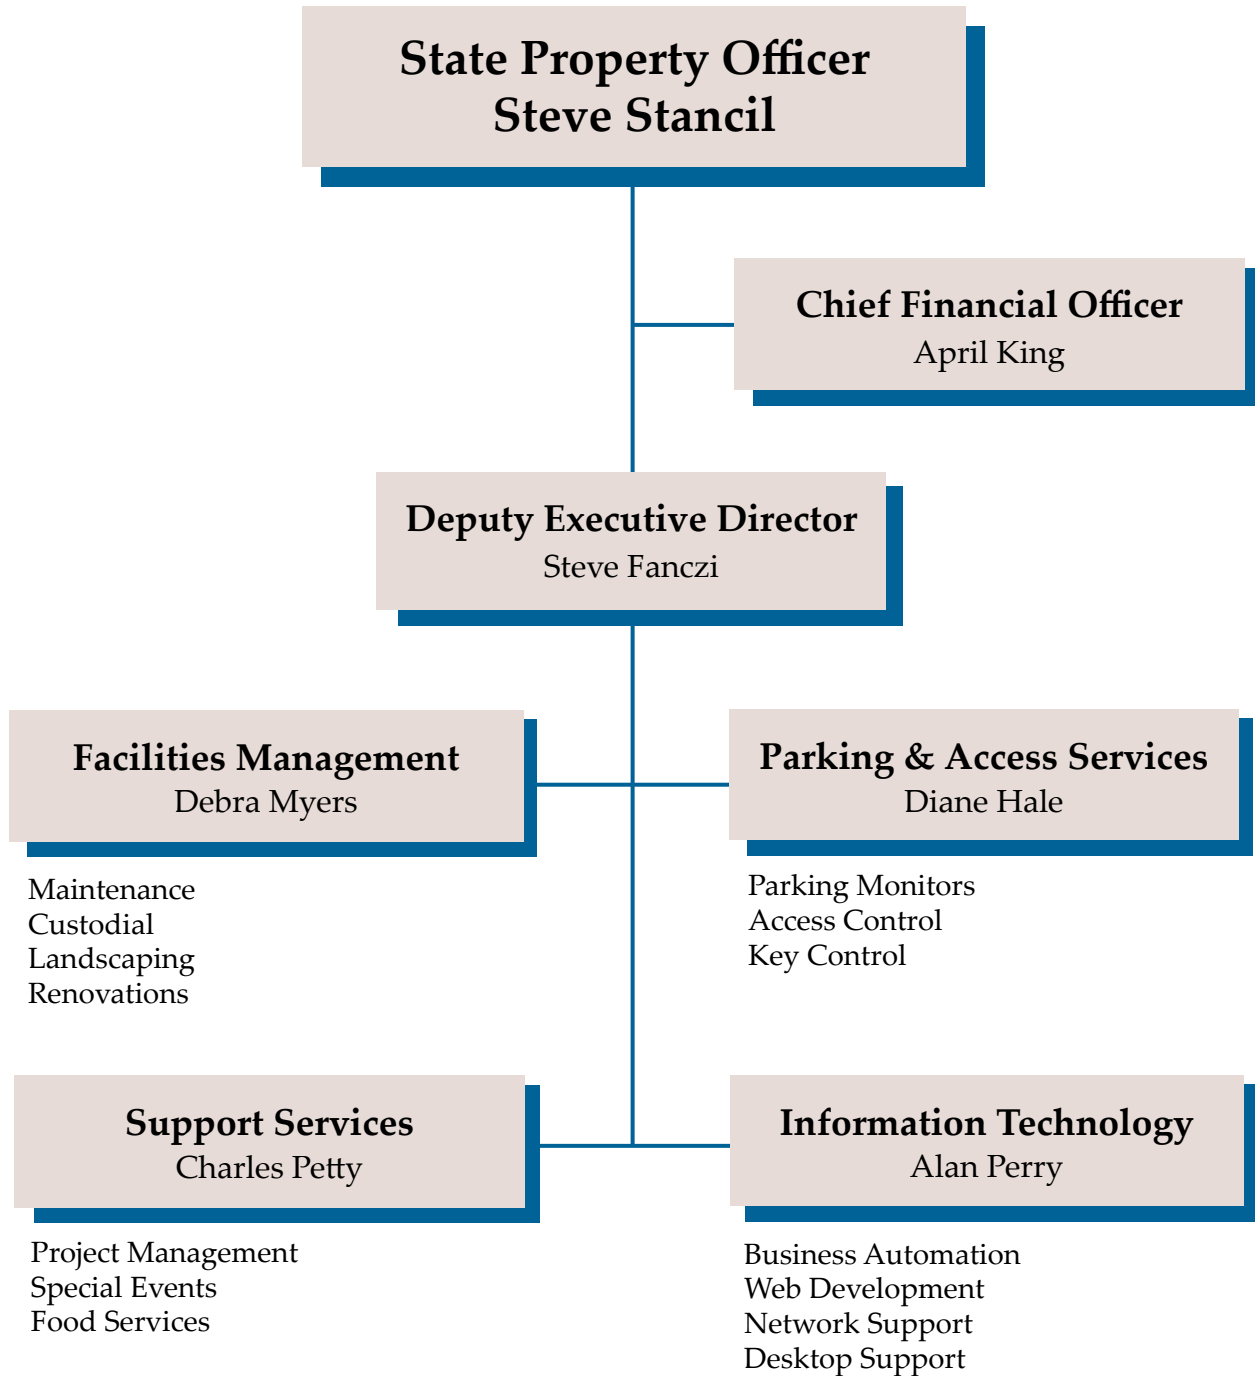 State Property Officer
Steve Stancil
Chief Financial Officer
April King
Deputy Executive Director
Steve Fanczi
Facilities Management
Debra Myers
Maintenance
Custodial
Landscaping
Renovations
Parking & Access Services
Diane Hale
Parking Monitors
Access Control
Key Control
Support Services
Charles Petty
Project Management
Special Events
Food Services
Information Technology
Alan Perry
Business Automation
Web Development
Network Support
Desktop Support